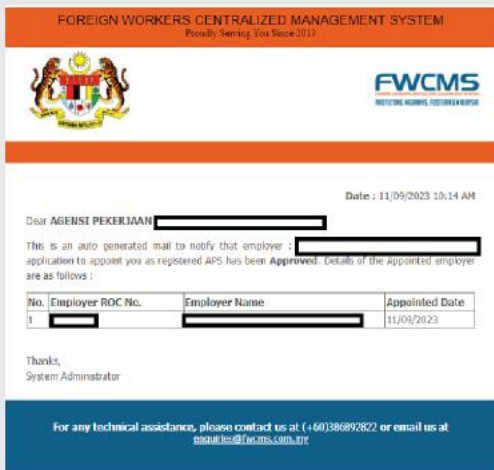 FOREIGN WORKERS CENTRALIZED MANAGEMENT SYSTEM
Proudly Serving You Since 2013
FWCMS
Date : 11/09/2023 10:14 AM
Dear AGENSI PEKERJAAN
This is an auto generated mail to notify that employer :
application to appoint you as registered APS has been Approved. Details of the Appointed employer
are as follows :
No. Employer ROC No. Employer Name Appointed Date
1 11/09/2023
Thanks,
System Administrator
For any technical assistance, please contact us at (+60)386892822 or email us at
enquiries@fwcms.com.my